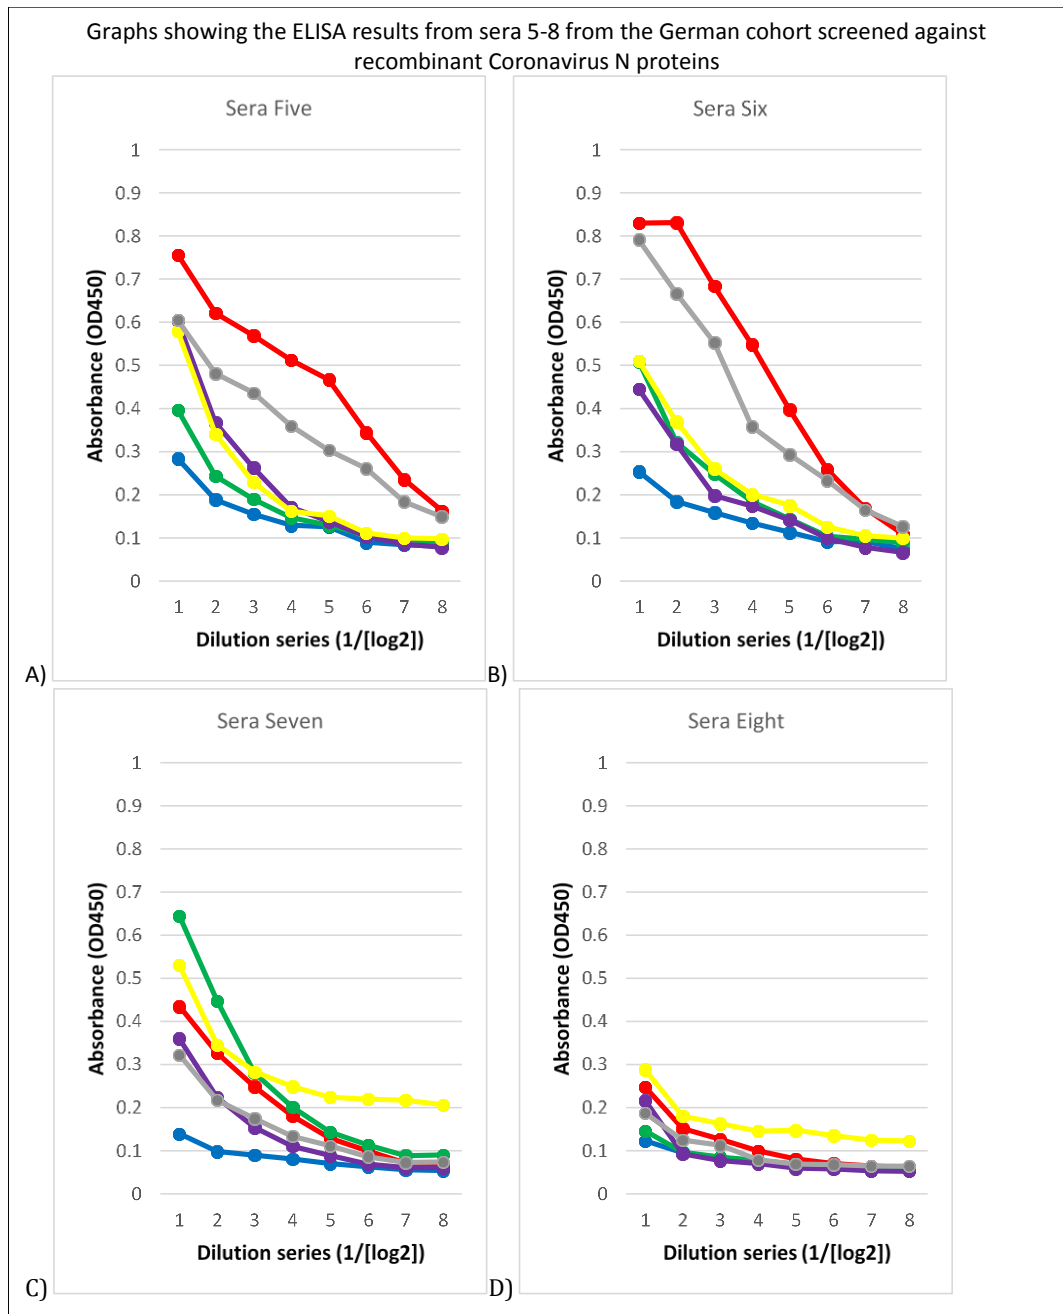 Graphs showing the ELISA results from sera 5-8 from the German cohort screened against
recombinant Coronavirus N proteins
Sera Five
1
0.9
0.8
0.7
0.6
0.5
0.4
0.3
0.2
0.1
0
Absorbance (OD450)
1 2 3 4 5 6 7 8
Dilution series (1/[log2])
A)
Sera Six
1
0.9
0.8
0.7
0.6
0.5
0.4
0.3
0.2
0.1
0
Absorbance (OD450)
1 2 3 4 5 6 7 8
Dilution series (1/[log2])
B)
Sera Seven
1
0.9
0.8
0.7
0.6
0.5
0.4
0.3
0.2
0.1
0
Absorbance (OD450)
1 2 3 4 5 6 7 8
Dilution series (1/[log2])
C)
Sera Eight
1
0.9
0.8
0.7
0.6
0.5
0.4
0.3
0.2
0.1
0
Absorbance (OD450)
1 2 3 4 5 6 7 8
Dilution series (1/[log2])
D)